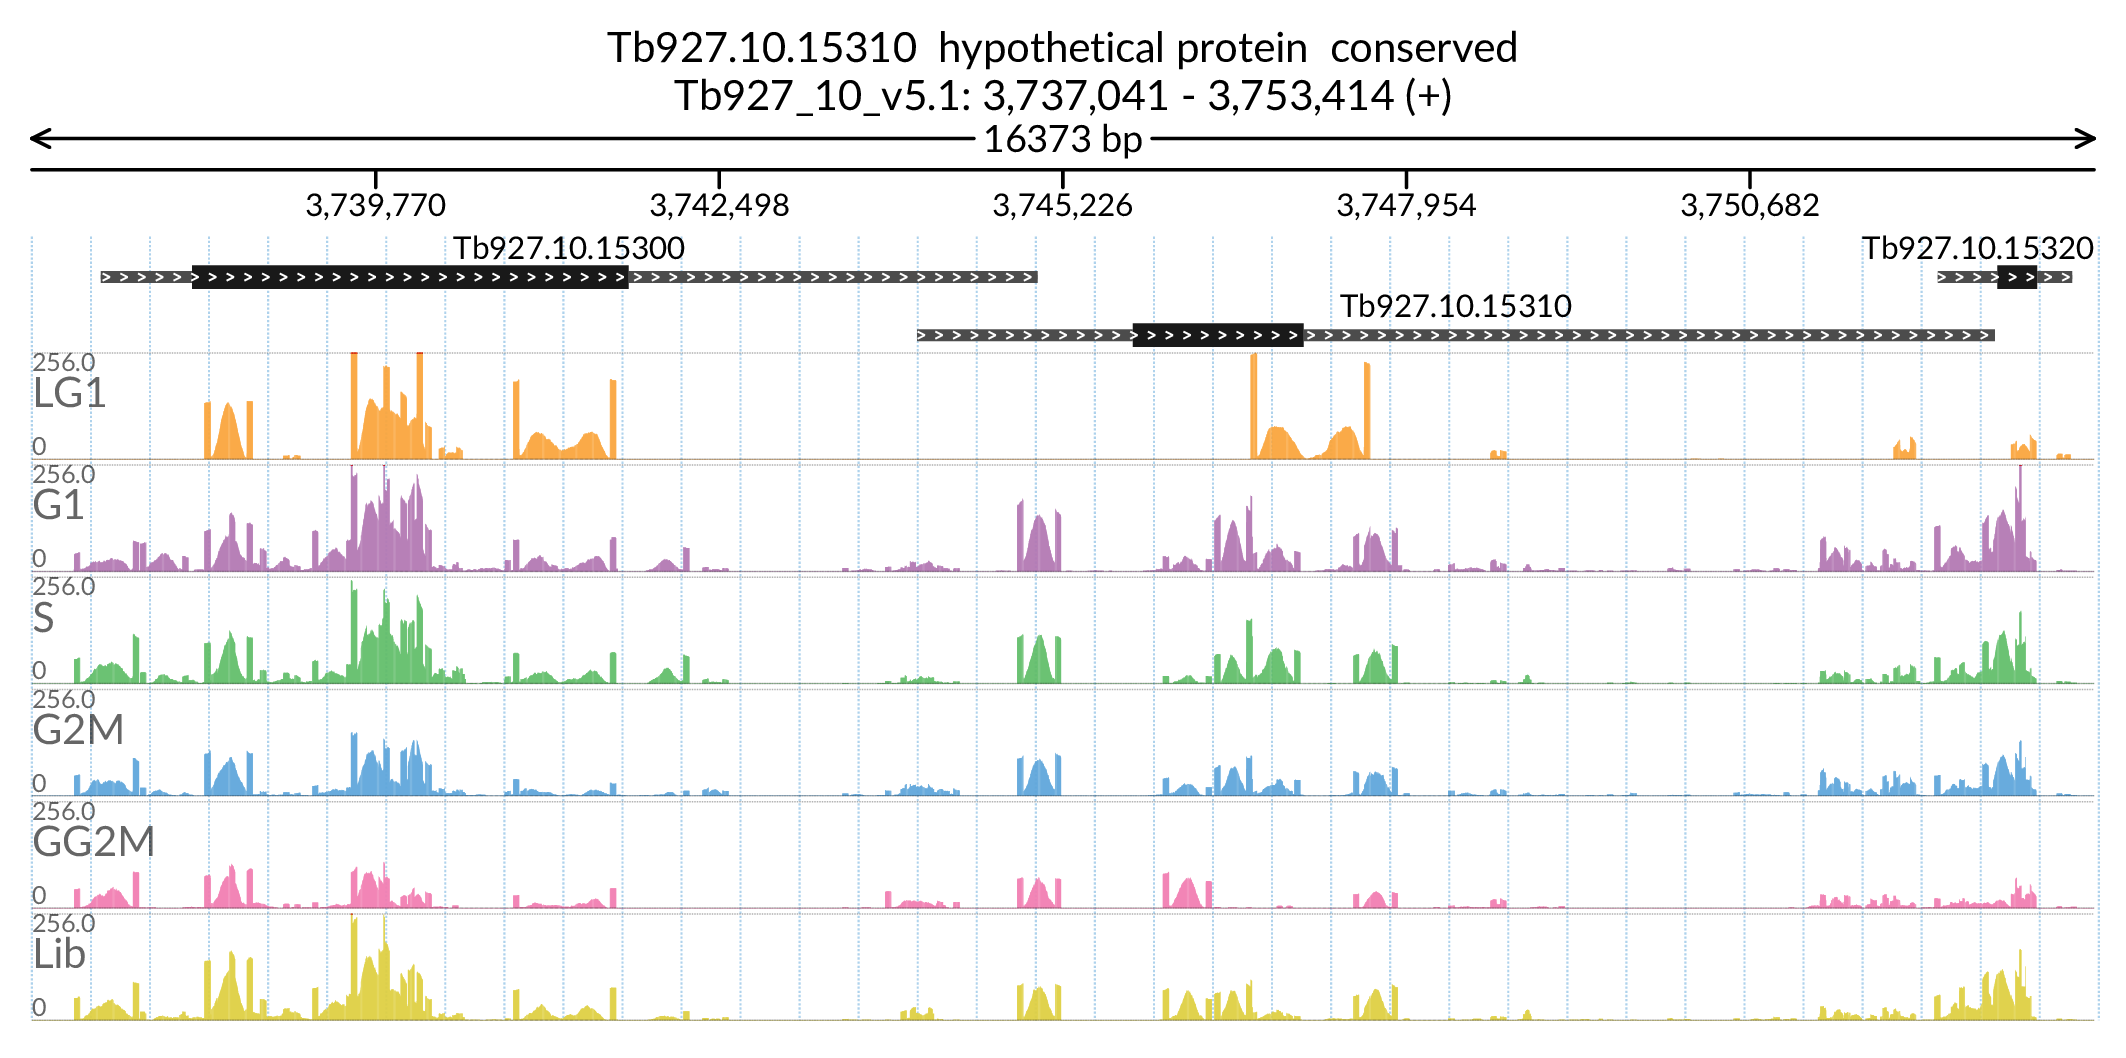 Tb927.10.15310  hypothetical protein  conserved
Tb927_10_v5.1: 3,737,041 - 3,753,414 (+)
16373 bp
3,739,770 3,742,498 3,745,226 3,747,954 3,750,682
Tb927.10.15300 Tb927.10.15320
Tb927.10.15310
256.0
LG1
0
256.0
G1
0
256.0
S
0
256.0
G2M
0
256.0
GG2M
0
256.0
Lib
0